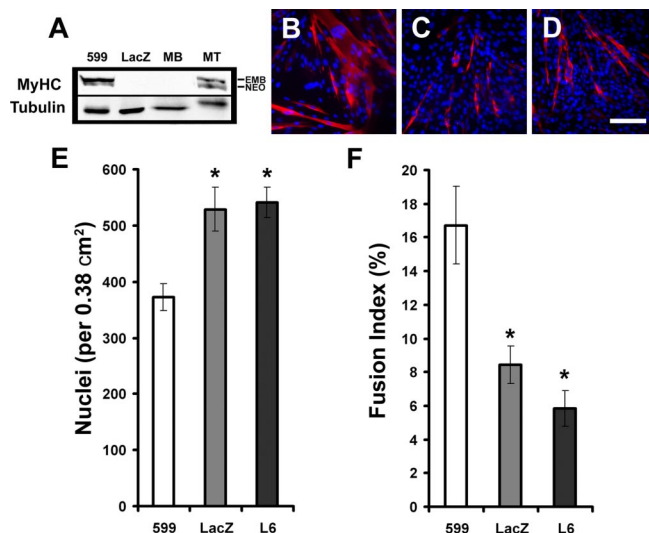 A
599 LacZ MB MT
MyHC
EMB
NEO
Tubulin
B
C
D
E
Nuclei (per 0.38 cm²)
600
500
400
300
200
100
0
*
*
599 LacZ L6
F
Fusion Index (%)
20
18
16
14
12
10
8
6
4
2
0
*
*
599 LacZ L6